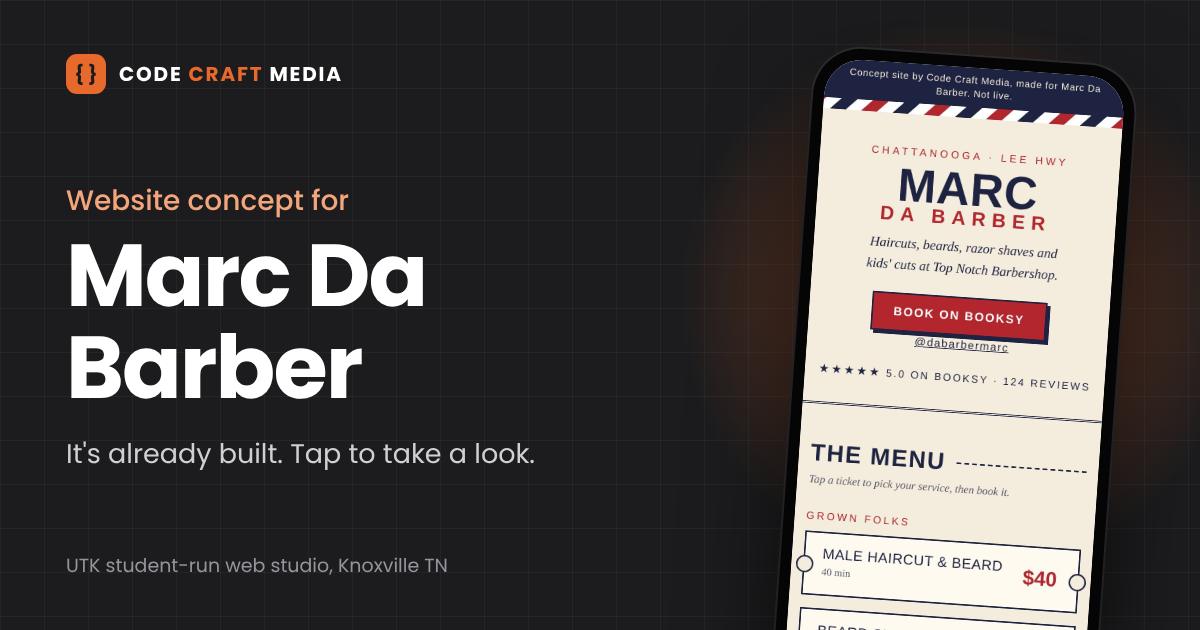 { } CODE CRAFT MEDIA
Website concept for
Marc Da
Barber
It's already built. Tap to take a look.
UTK student-run web studio, Knoxville TN
Concept site by Code Craft Media, made for Marc Da
Barber. Not live.
CHATTANOOGA · LEE HWY
MARC
DA BARBER
Haircuts, beards, razor shaves and
kids' cuts at Top Notch Barbershop.
BOOK ON BOOKSY
@dabarbermarc
★★★★★ 5.0 ON BOOKSY · 124 REVIEWS
THE MENU
Tap a ticket to pick your service, then book it.
GROWN FOLKS
MALE HAIRCUT & BEARD
40 min
$40